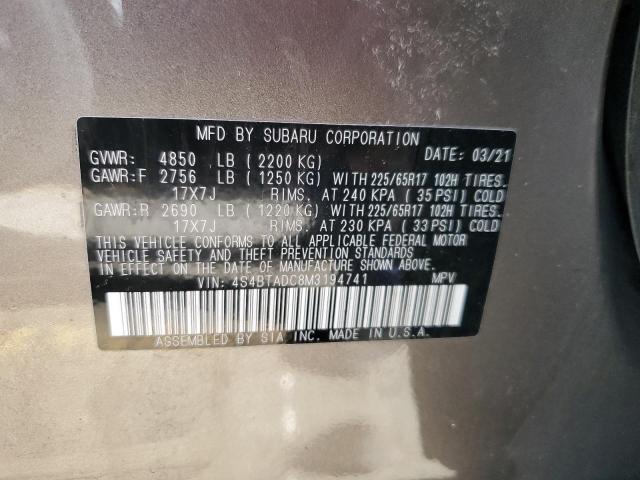 MFD BY SUBARU CORPORATION
GVWR: 4850 LB (2200 KG) DATE: 03/21
GAWR:F 2756 LB (1250 KG) WITH 225/65R17 102H TIRES.
17X7J RIMS. AT 240 KPA (35 PSI) COLD
GAWR:R 2690 LB (1220 KG) WITH 225/65R17 102H TIRES.
17X7J RIMS. AT 230 KPA (33 PSI) COLD
THIS VEHICLE CONFORMS TO ALL APPLICABLE FEDERAL MOTOR
VEHICLE SAFETY AND THEFT PREVENTION STANDARDS
IN EFFECT ON THE DATE OF MANUFACTURE SHOWN ABOVE.
VIN: 4S4BTADC8M3194741 MPV
ASSEMBLED BY SIA INC. MADE IN U.S.A.